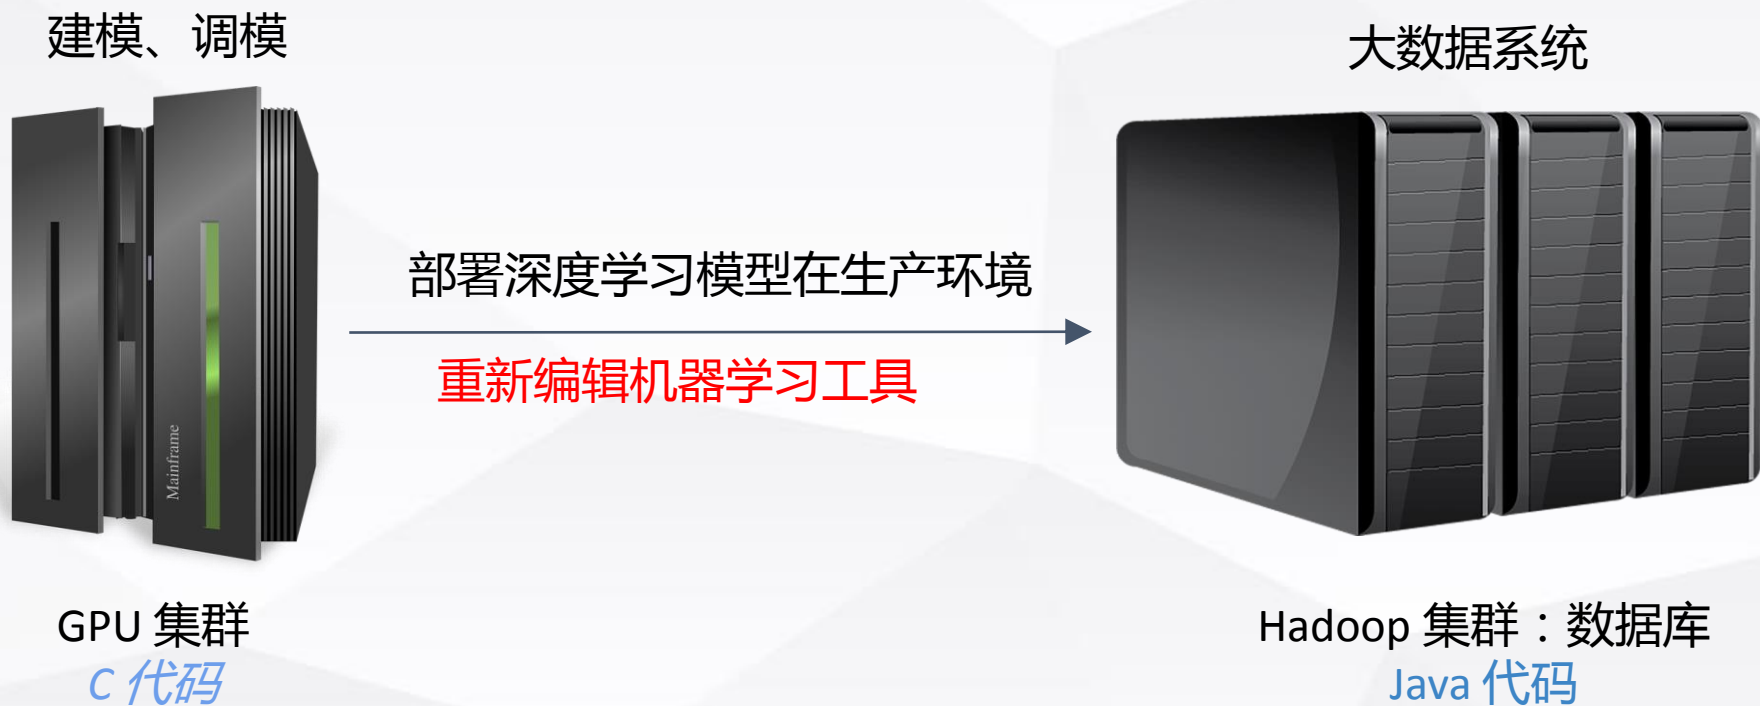 建模、调模
大数据系统
部署深度学习模型在生产环境
重新编辑机器学习工具
Mainframe
GPU 集群
C 代码
Hadoop 集群：数据库
Java 代码